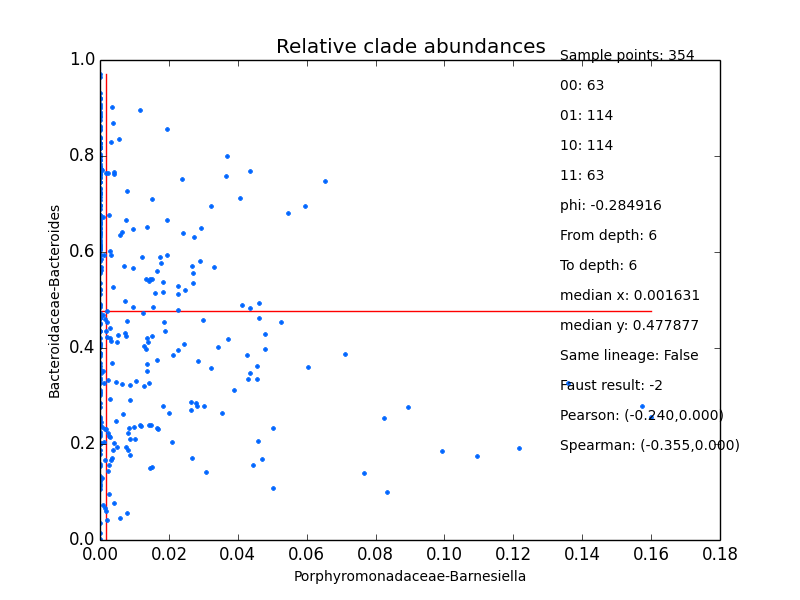 Relative clade abundances
Sample points: 354
00: 63
01: 114
10: 114
11: 63
phi: -0.284916
From depth: 6
To depth: 6
median x: 0.001631
median y: 0.477877
Same lineage: False
Faust result: -2
Pearson: (-0.240,0.000)
Spearman: (-0.355,0.000)
1.0
0.8
0.6
0.4
0.2
0.0
Bacteroidaceae-Bacteroides
0.00 0.02 0.04 0.06 0.08 0.10 0.12 0.14 0.16 0.18
Porphyromonadaceae-Barnesiella